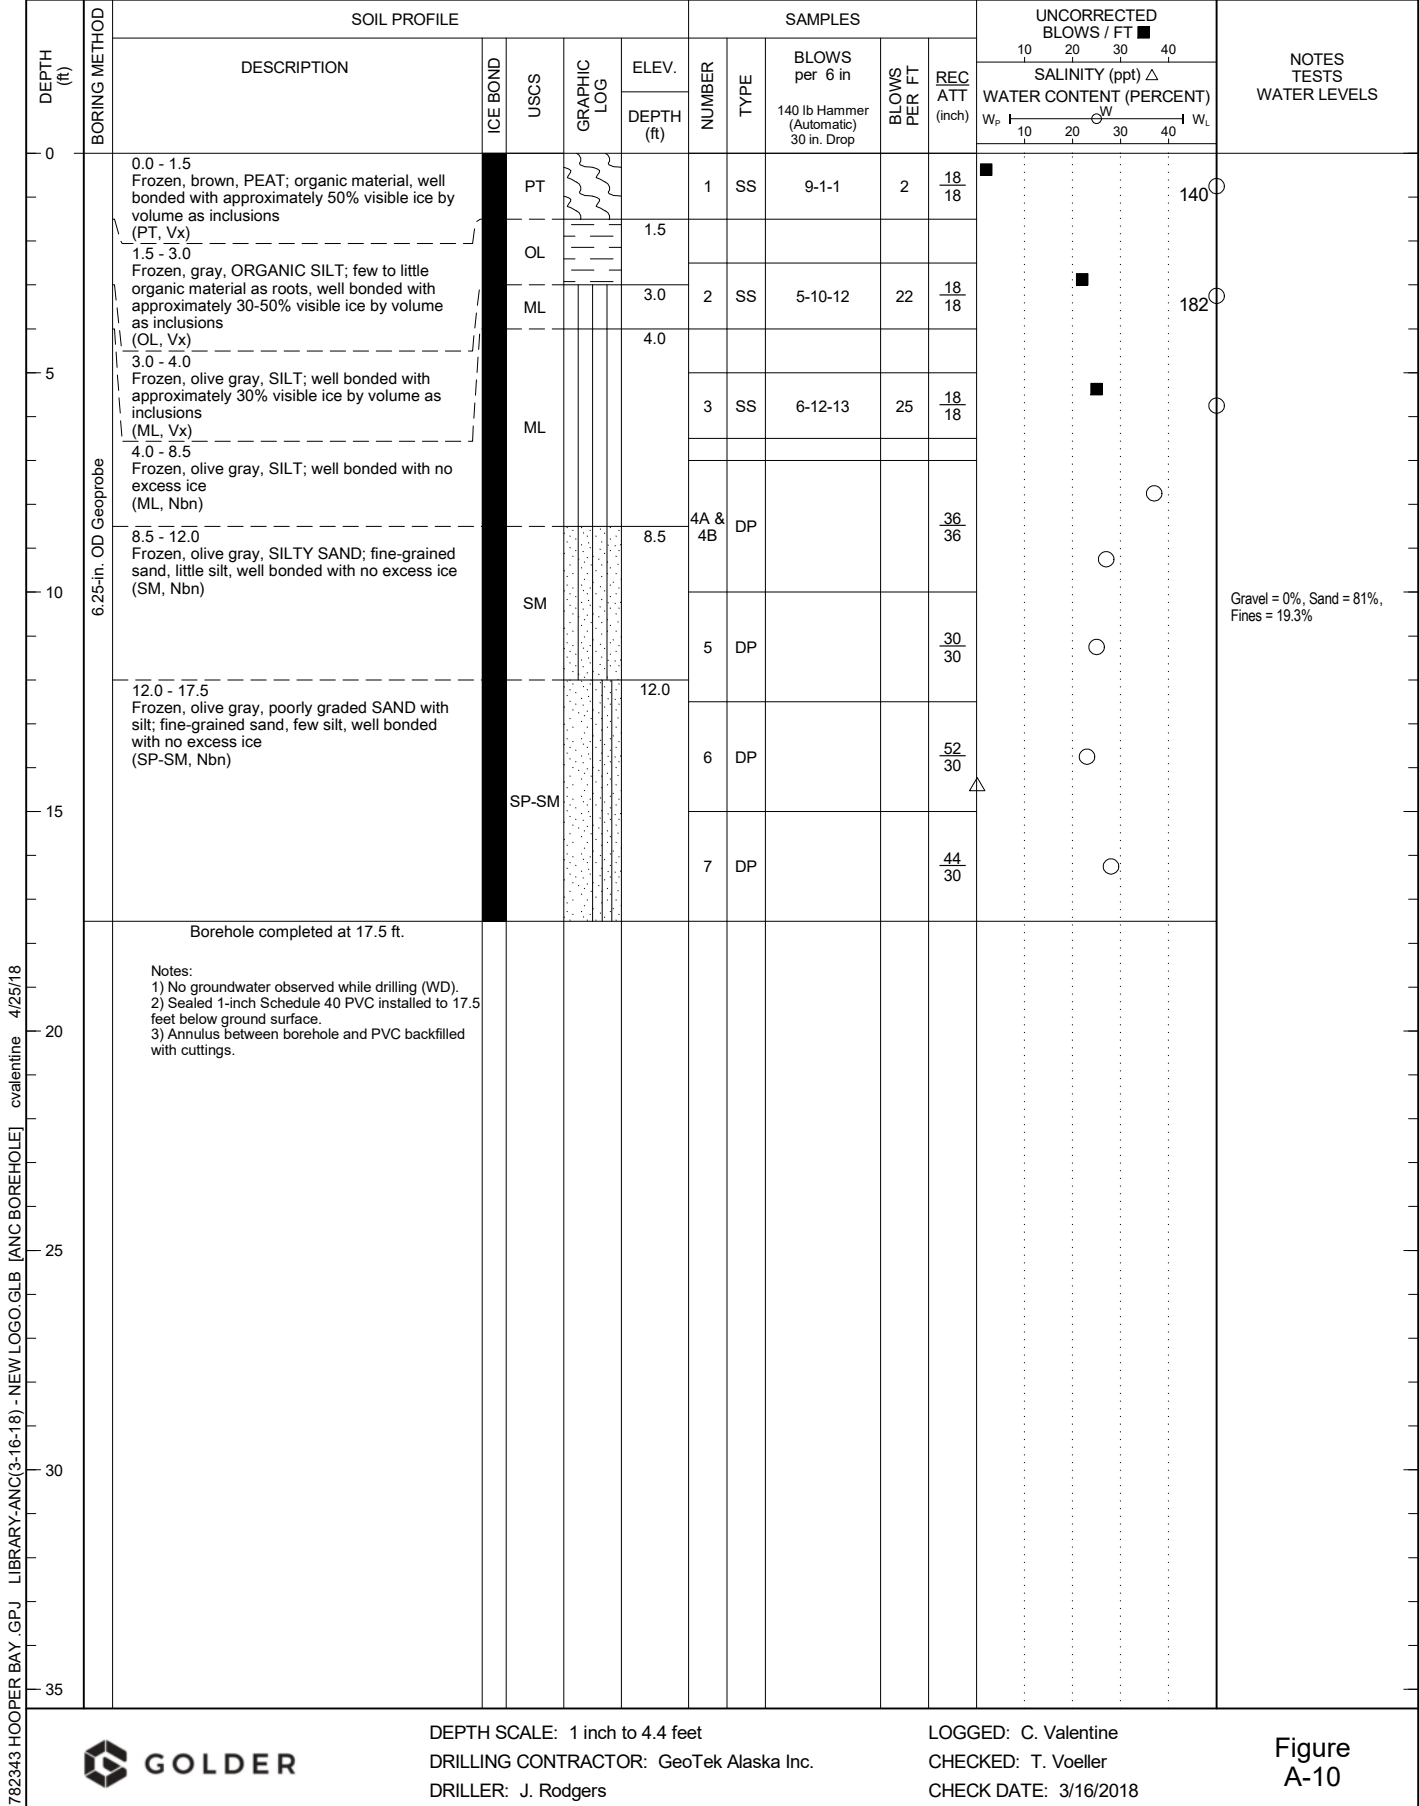 DEPTH
(ft)
BORING METHOD
SOIL PROFILE
DESCRIPTION
ICE BOND
USCS
GRAPHIC
LOG
ELEV.
DEPTH
(ft)
SAMPLES
NUMBER
TYPE
BLOWS
per 6 in
140 lb Hammer
(Automatic)
30 in. Drop
BLOWS
PER FT
REC
ATT
(inch)
UNCORRECTED
BLOWS / FT ■
10 20 30 40
SALINITY (ppt) △
WATER CONTENT (PERCENT)
WP W WL
10 20 30 40
NOTES
TESTS
WATER LEVELS
0
5
10
15
20
25
30
35
6.25-in. OD Geoprobe
0.0 - 1.5
Frozen, brown, PEAT; organic material, well
bonded with approximately 50% visible ice by
volume as inclusions
(PT, Vx)
1.5 - 3.0
Frozen, gray, ORGANIC SILT; few to little
organic material as roots, well bonded with
approximately 30-50% visible ice by volume
as inclusions
(OL, Vx)
3.0 - 4.0
Frozen, olive gray, SILT; well bonded with
approximately 30% visible ice by volume as
inclusions
(ML, Vx)
4.0 - 8.5
Frozen, olive gray, SILT; well bonded with no
excess ice
(ML, Nbn)
8.5 - 12.0
Frozen, olive gray, SILTY SAND; fine-grained
sand, little silt, well bonded with no excess ice
(SM, Nbn)
12.0 - 17.5
Frozen, olive gray, poorly graded SAND with
silt; fine-grained sand, few silt, well bonded
with no excess ice
(SP-SM, Nbn)
PT
OL
ML
ML
SM
SP-SM
1.5
3.0
4.0
8.5
12.0
1 SS 9-1-1 2 18
18
2 SS 5-10-12 22 18
18
3 SS 6-12-13 25 18
18
4A &
4B DP 36
36
5 DP 30
30
6 DP 52
30
7 DP 44
30
140
182
Gravel = 0%, Sand = 81%,
Fines = 19.3%
Borehole completed at 17.5 ft.
Notes:
1) No groundwater observed while drilling (WD).
2) Sealed 1-inch Schedule 40 PVC installed to 17.5
feet below ground surface.
3) Annulus between borehole and PVC backfilled
with cuttings.
782343 HOOPER BAY .GPJ LIBRARY-ANC(3-16-18) - NEW LOGO.GLB [ANC BOREHOLE] cvalentine 4/25/18
GOLDER
DEPTH SCALE: 1 inch to 4.4 feet
DRILLING CONTRACTOR: GeoTek Alaska Inc.
DRILLER: J. Rodgers
LOGGED: C. Valentine
CHECKED: T. Voeller
CHECK DATE: 3/16/2018
Figure
A-10